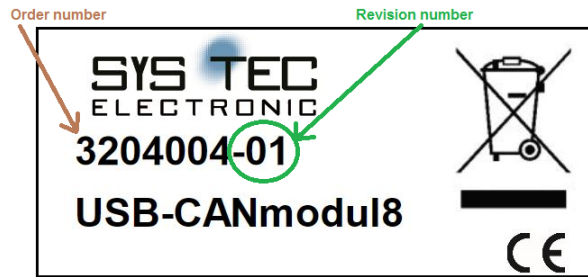 Order number
Revision number
SYS TEC
ELECTRONIC
3204004-01
USB-CANmodul8
CE